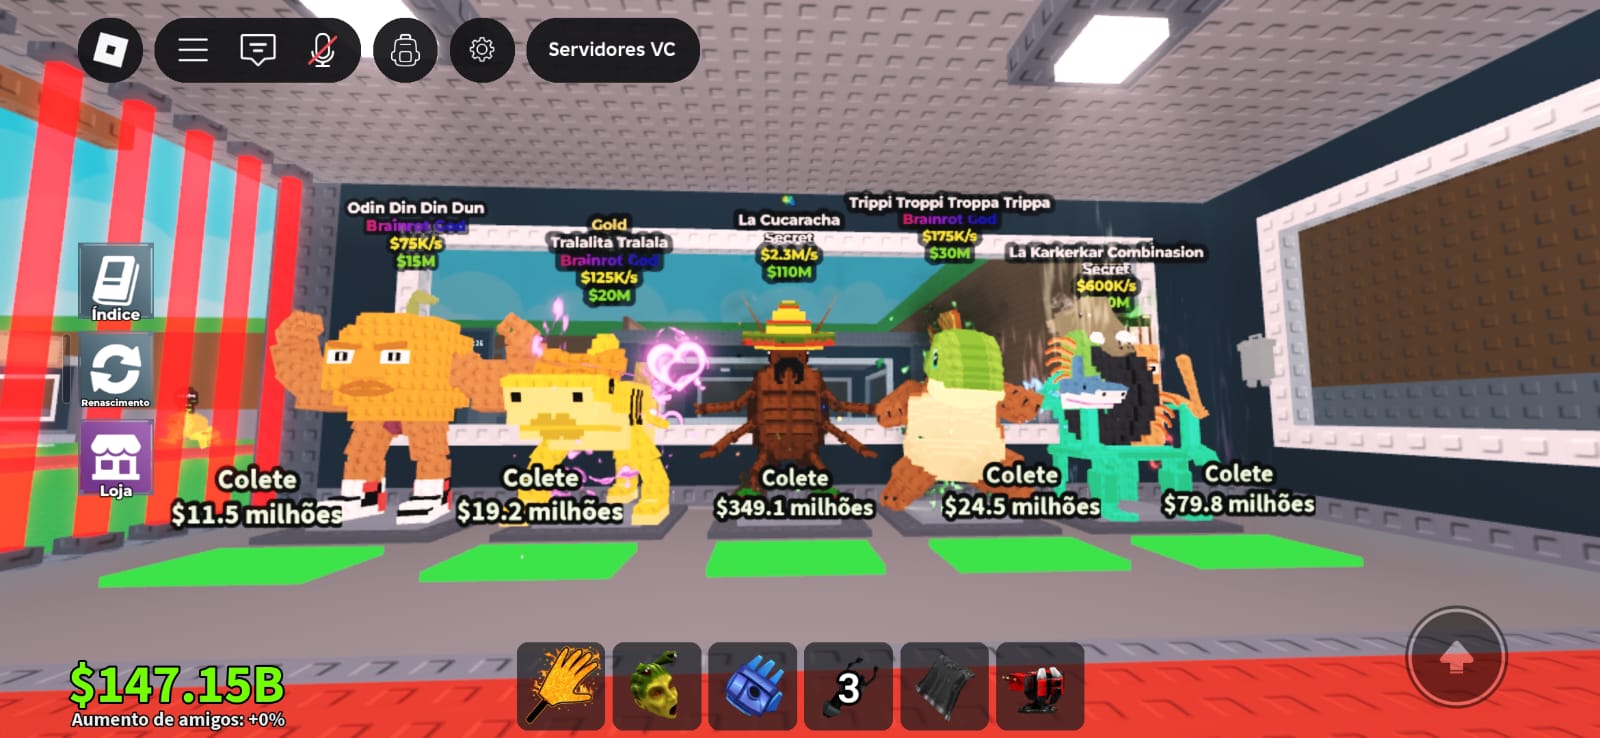 Servidores VC
Odin Din Din Dun
Brainrot God
$75K/s
$15M
Gold
Tralalita Tralala
Brainrot God
$125K/s
$20M
La Cucaracha
Secret
$2.3M/s
$110M
Trippi Troppi Troppa Trippa
Brainrot God
$175K/s
$30M
La Karkerkar Combinasion
Secret
$600K/s
Índice
Renascimento
Loja
Colete
$11.5 milhões
Colete
$19.2 milhões
Colete
$349.1 milhões
Colete
$24.5 milhões
Colete
$79.8 milhões
$147.15B
Aumento de amigos: +0%
3